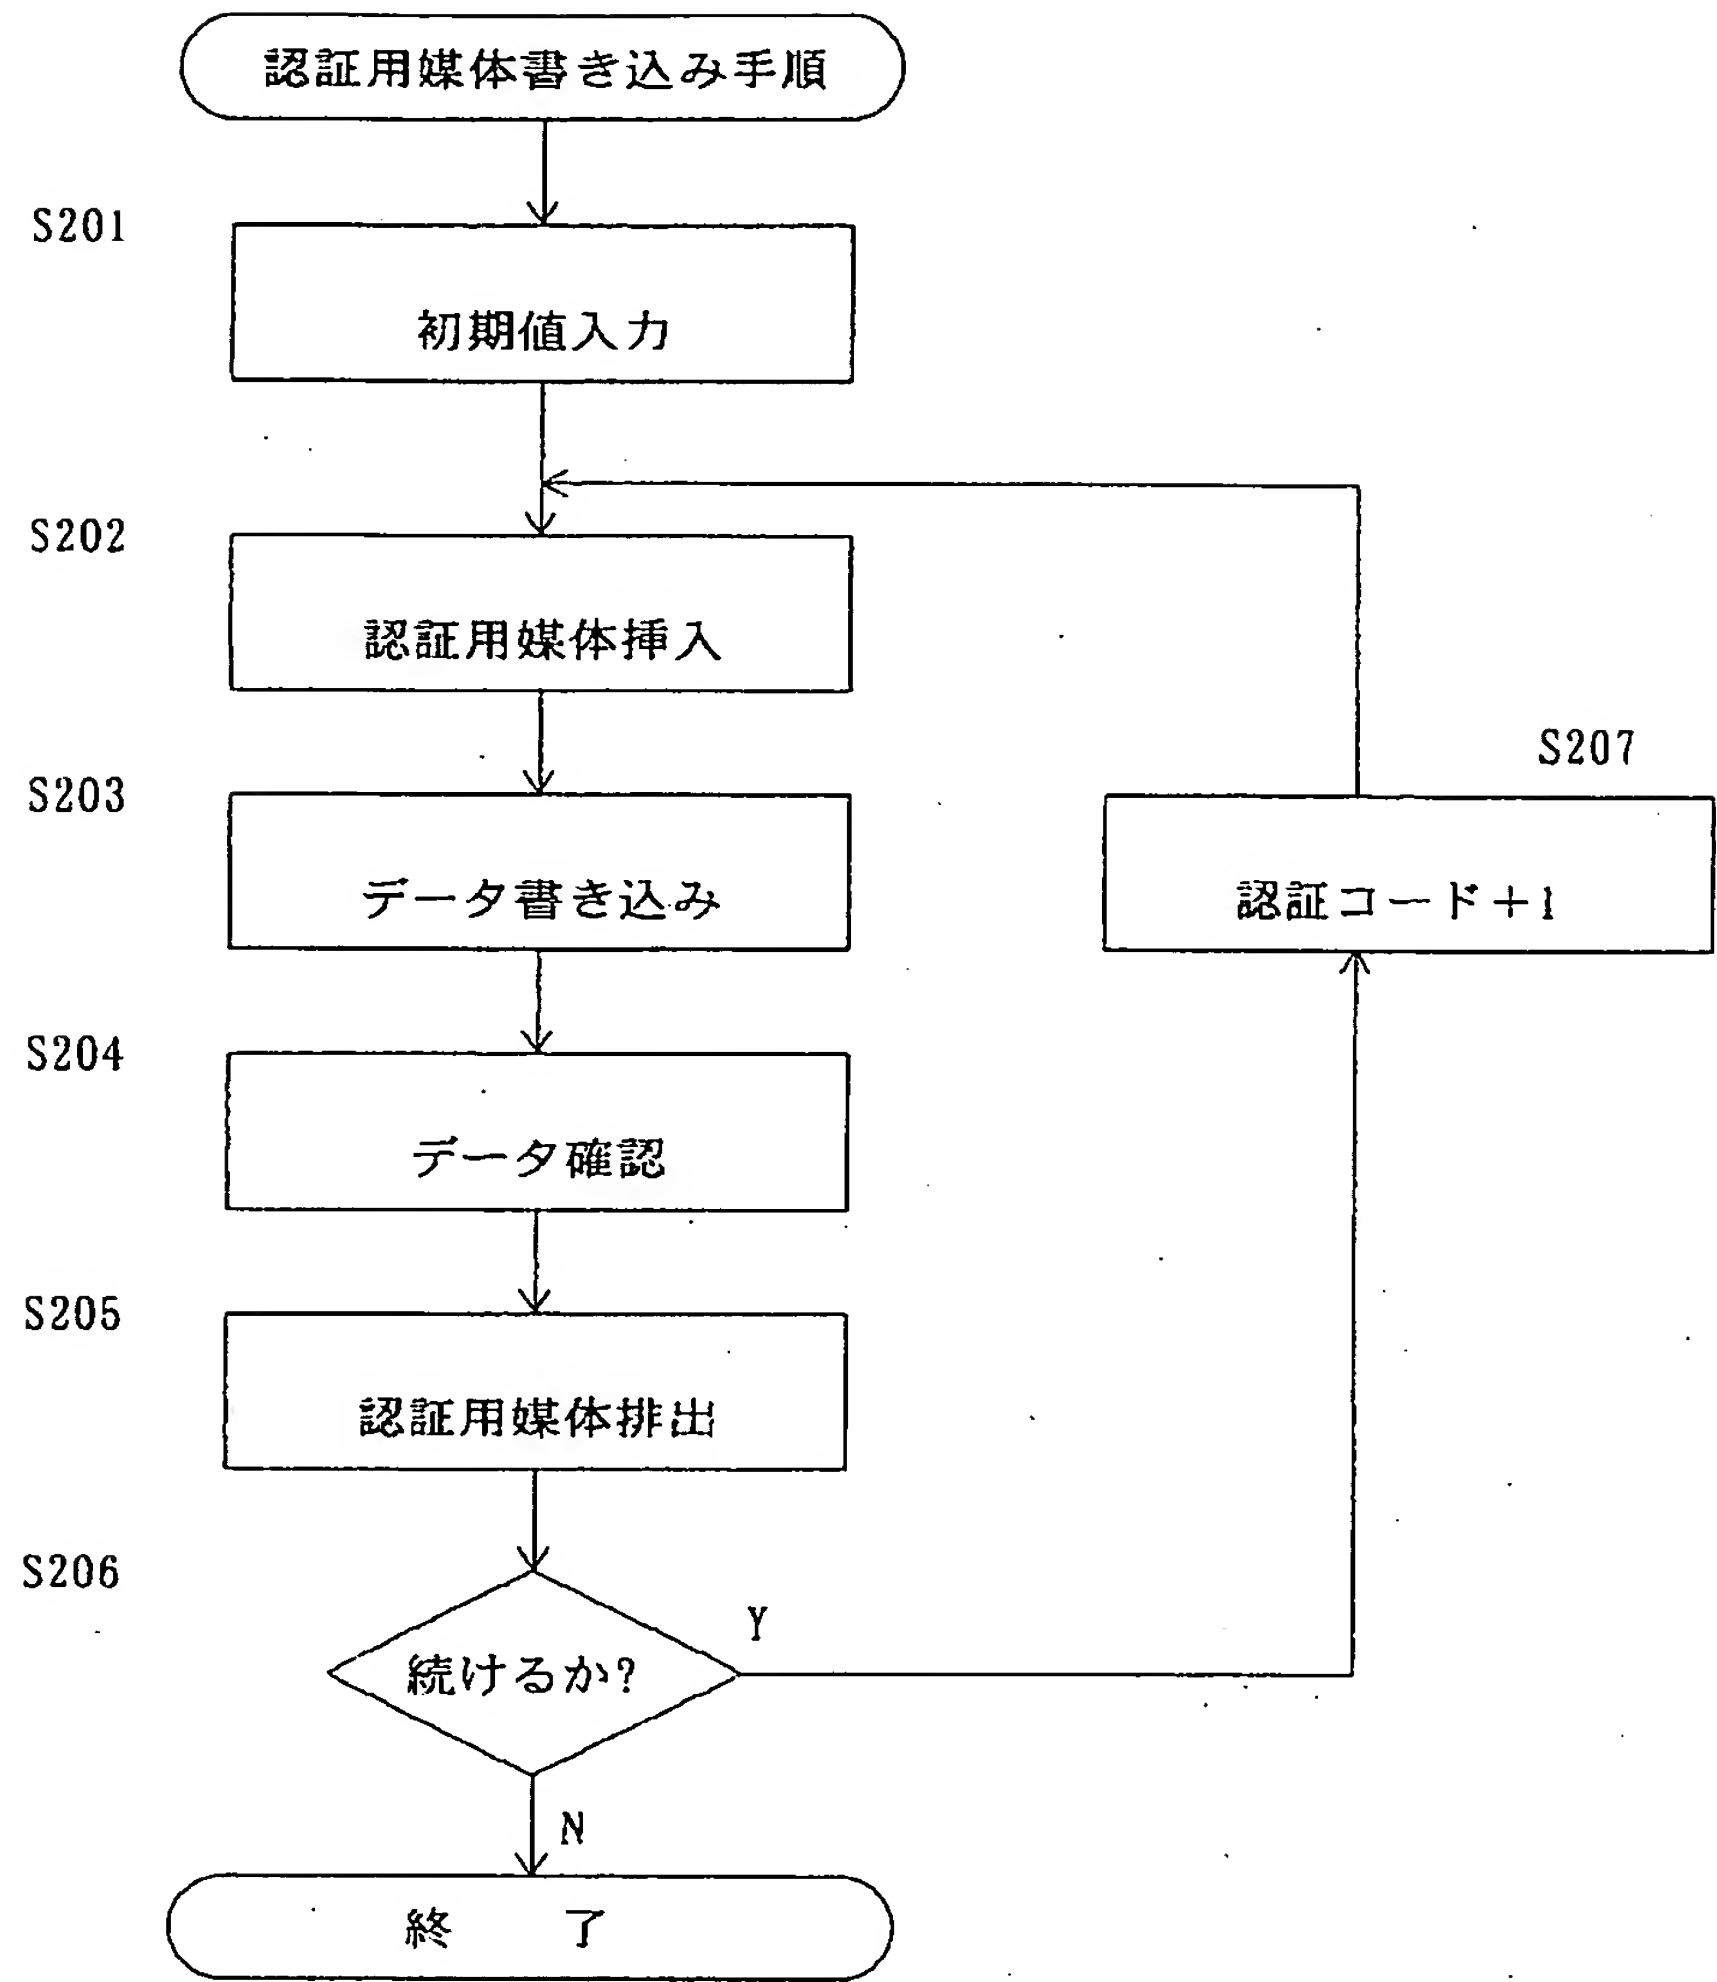 認証用媒体書き込み手順
S201
初期値入力
S202
認証用媒体挿入
S203
データ書き込み
S207
認証コード+1
S204
データ確認
S205
認証用媒体排出
S206
続けるか?
Y
N
終 了